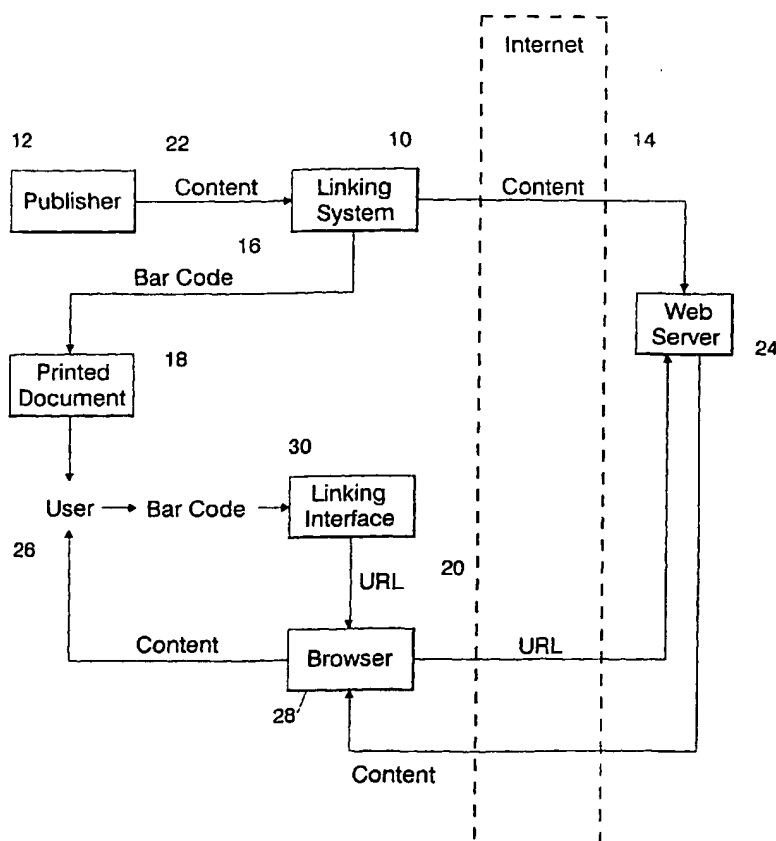 Internet
12
22
10
14
Publisher
Content
Linking
System
Content
16
Bar Code
Web
Server
24
18
Printed
Document
30
User
Bar Code
Linking
Interface
26
20
URL
Content
Browser
URL
28
Content